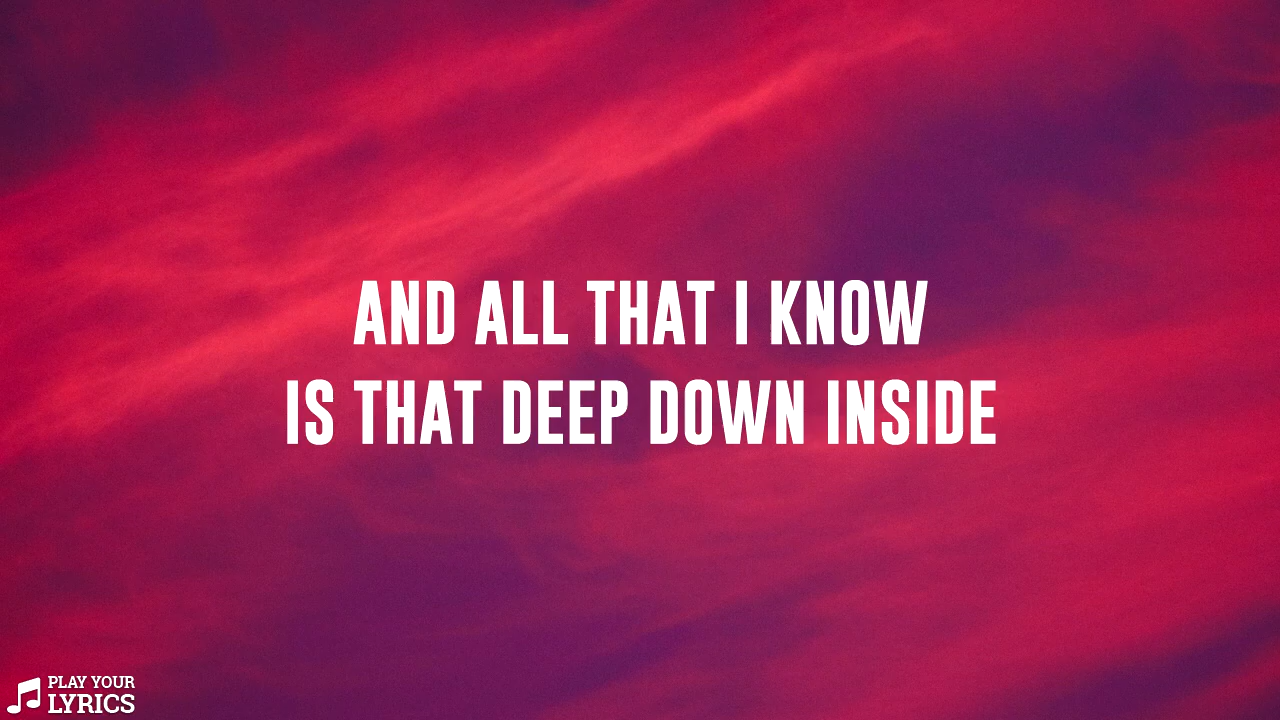 AND ALL THAT I KNOW
IS THAT DEEP DOWN INSIDE
PLAY YOUR
LYRICS